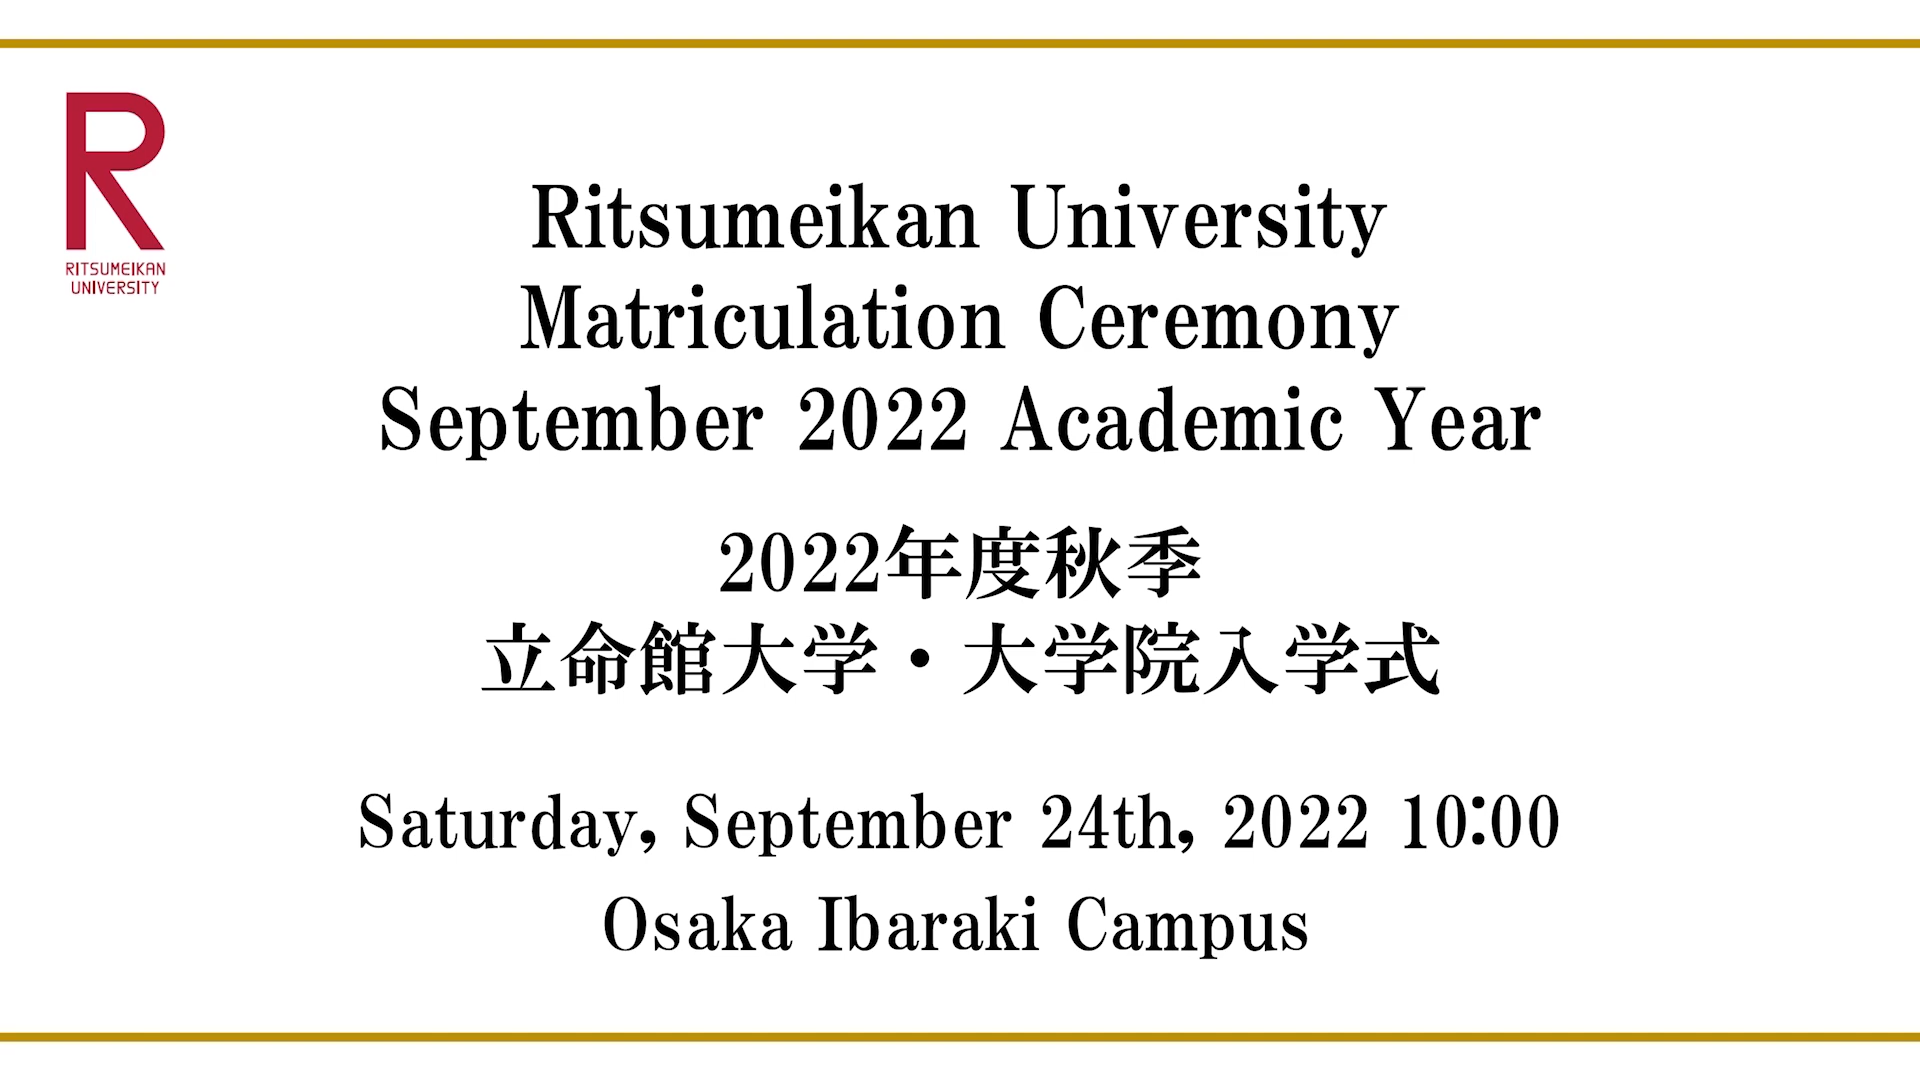 RITSUMEIKAN
UNIVERSITY
Ritsumeikan University
Matriculation Ceremony
September 2022 Academic Year
2022年度秋季
立命館大学・大学院入学式
Saturday, September 24th, 2022 10:00
Osaka Ibaraki Campus